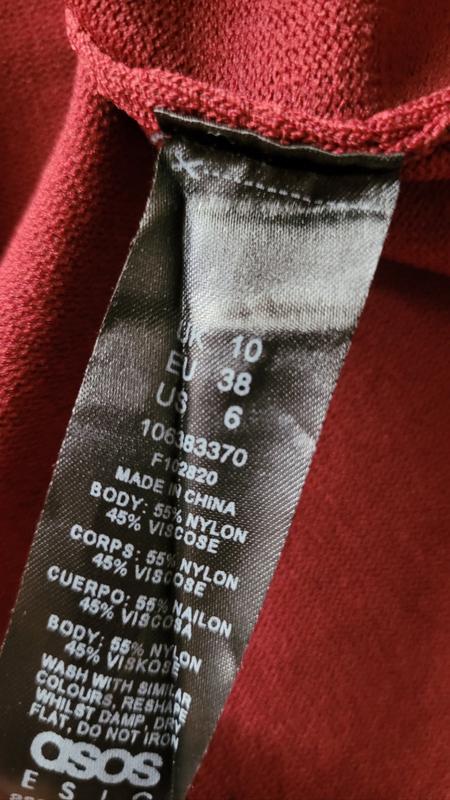 UK 10
EU 38
US 6
106383370
F102820
MADE IN CHINA
BODY: 55% NYLON
45% VISCOSE
CORPS: 55% NYLON
45% VISCOSE
CUERPO: 55% NAILON
45% VISCOSA
BODY: 55% NYLON
45% VISKOSE
WASH WITH SIMILAR
COLOURS, RESHAPE
WHILST DAMP, DRY
FLAT, DO NOT IRON
asos
E S I G